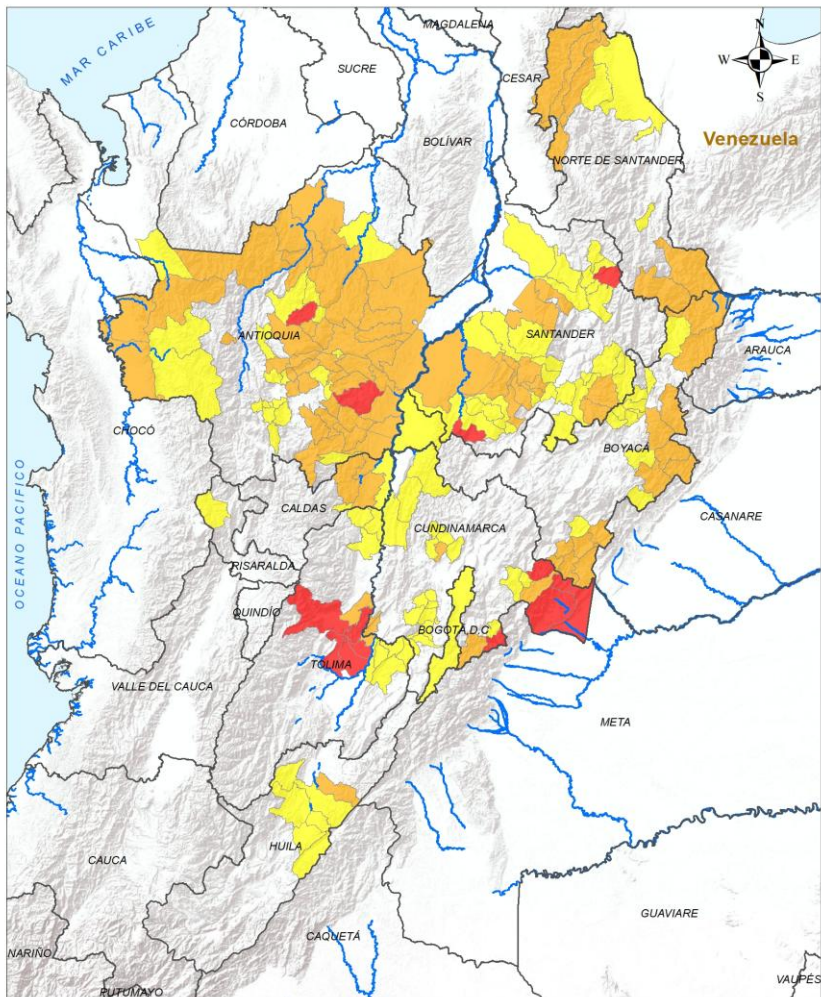 MAGDALENA
MAR CARIBE
N
SUCRE
CESAR
W
E
S
CÓRDOBA
BOLÍVAR
Venezuela
NORTE DE SANTANDER
ANTIOQUIA
SANTANDER
ARAUCA
CHOCÓ
BOYACÁ
OCEANO PACIFICO
CALDAS
CUNDINAMARCA
CASANARE
RISARALDA
QUINDÍO
BOGOTÁ, D.C
TOLIMA
VALLE DEL CAUCA
META
HUILA
CAUCA
GUAVIARE
CAQUETÁ
NARIÑO
VAUPÉS
PUTUMAYO